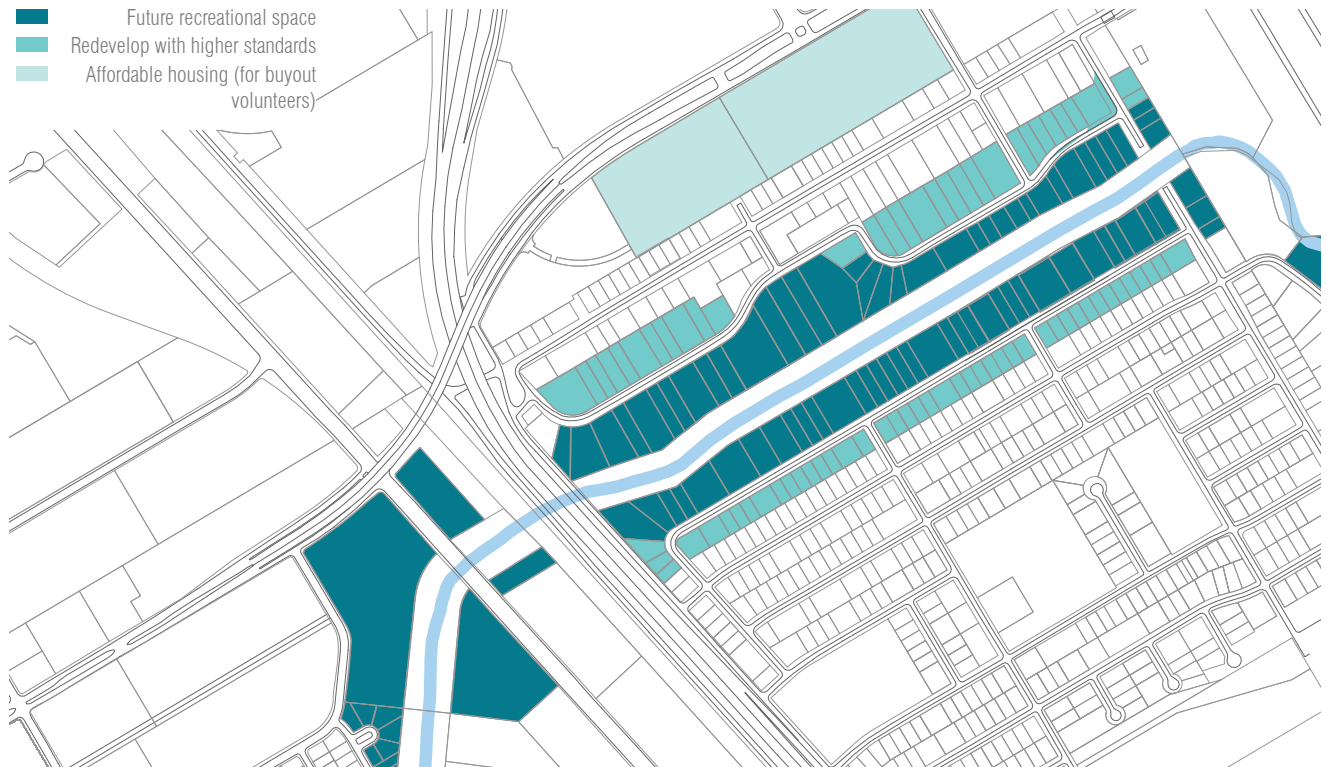 Future recreational space
Redevelop with higher standards
Affordable housing (for buyout
volunteers)